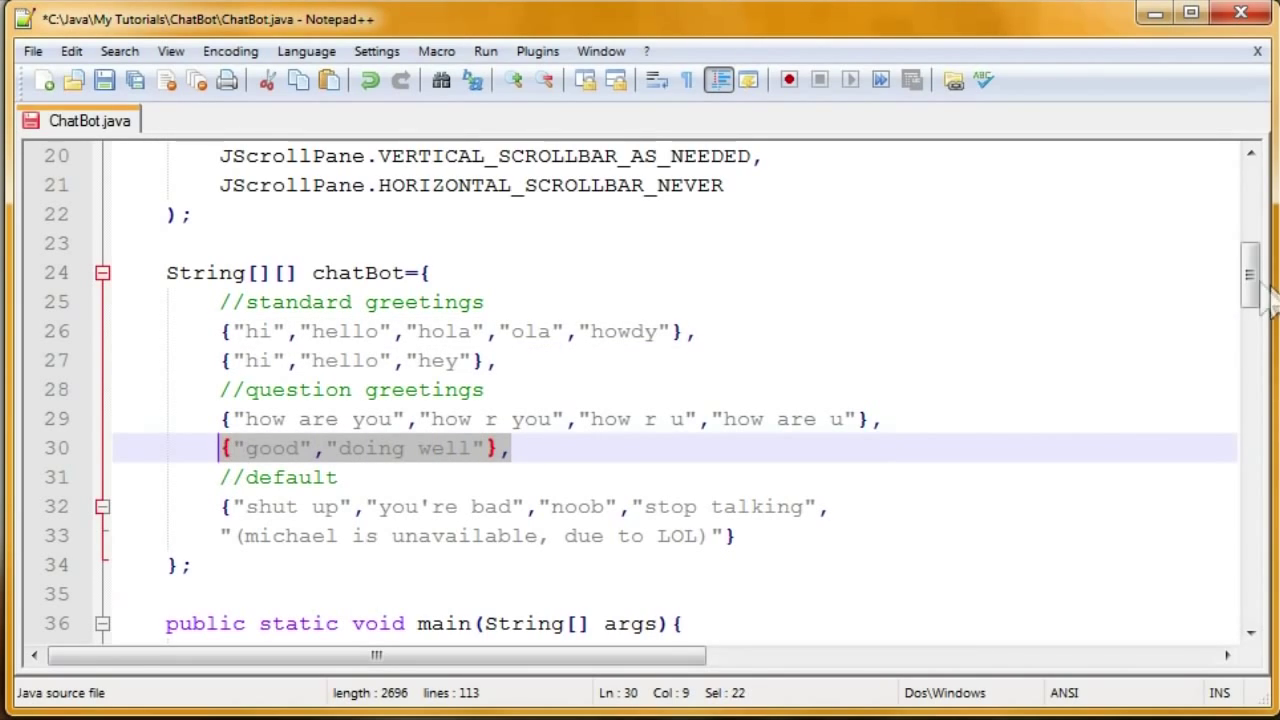 *C:\Java\My Tutorials\ChatBot\ChatBot.java - Notepad++
File Edit Search View Encoding Language Settings Macro Run Plugins Window ? X
ChatBot.java
20 JScrollPane.VERTICAL_SCROLLBAR_AS_NEEDED,
21 JScrollPane.HORIZONTAL_SCROLLBAR_NEVER
22 );
23
24 String[][] chatBot={
25 //standard greetings
26 {"hi","hello","hola","ola","howdy"},
27 {"hi","hello","hey"},
28 //question greetings
29 {"how are you","how r you","how r u","how are u"},
30 {"good","doing well"},
31 //default
32 {"shut up","you're bad","noob","stop talking",
33 "(michael is unavailable, due to LOL)"}
34 };
35
36 public static void main(String[] args){
Java source file length : 2696 lines : 113 Ln : 30 Col : 9 Sel : 22 Dos\Windows ANSI INS